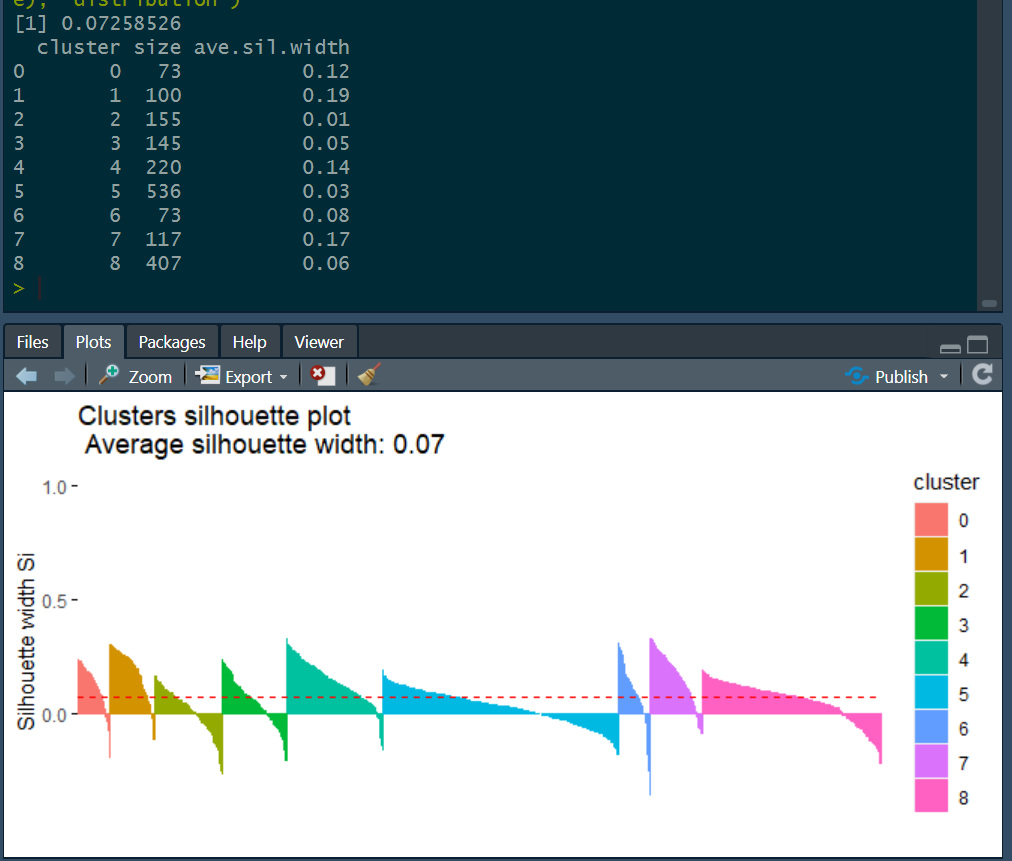 e), "distribution")
[1] 0.07258526
cluster size ave.sil.width
0 0 73 0.12
1 1 100 0.19
2 2 155 0.01
3 3 145 0.05
4 4 220 0.14
5 5 536 0.03
6 6 73 0.08
7 7 117 0.17
8 8 407 0.06
>
Files Plots Packages Help Viewer
Zoom Export Publish
Clusters silhouette plot
Average silhouette width: 0.07
1.0
0.5
0.0
Silhouette width Si
cluster
0
1
2
3
4
5
6
7
8